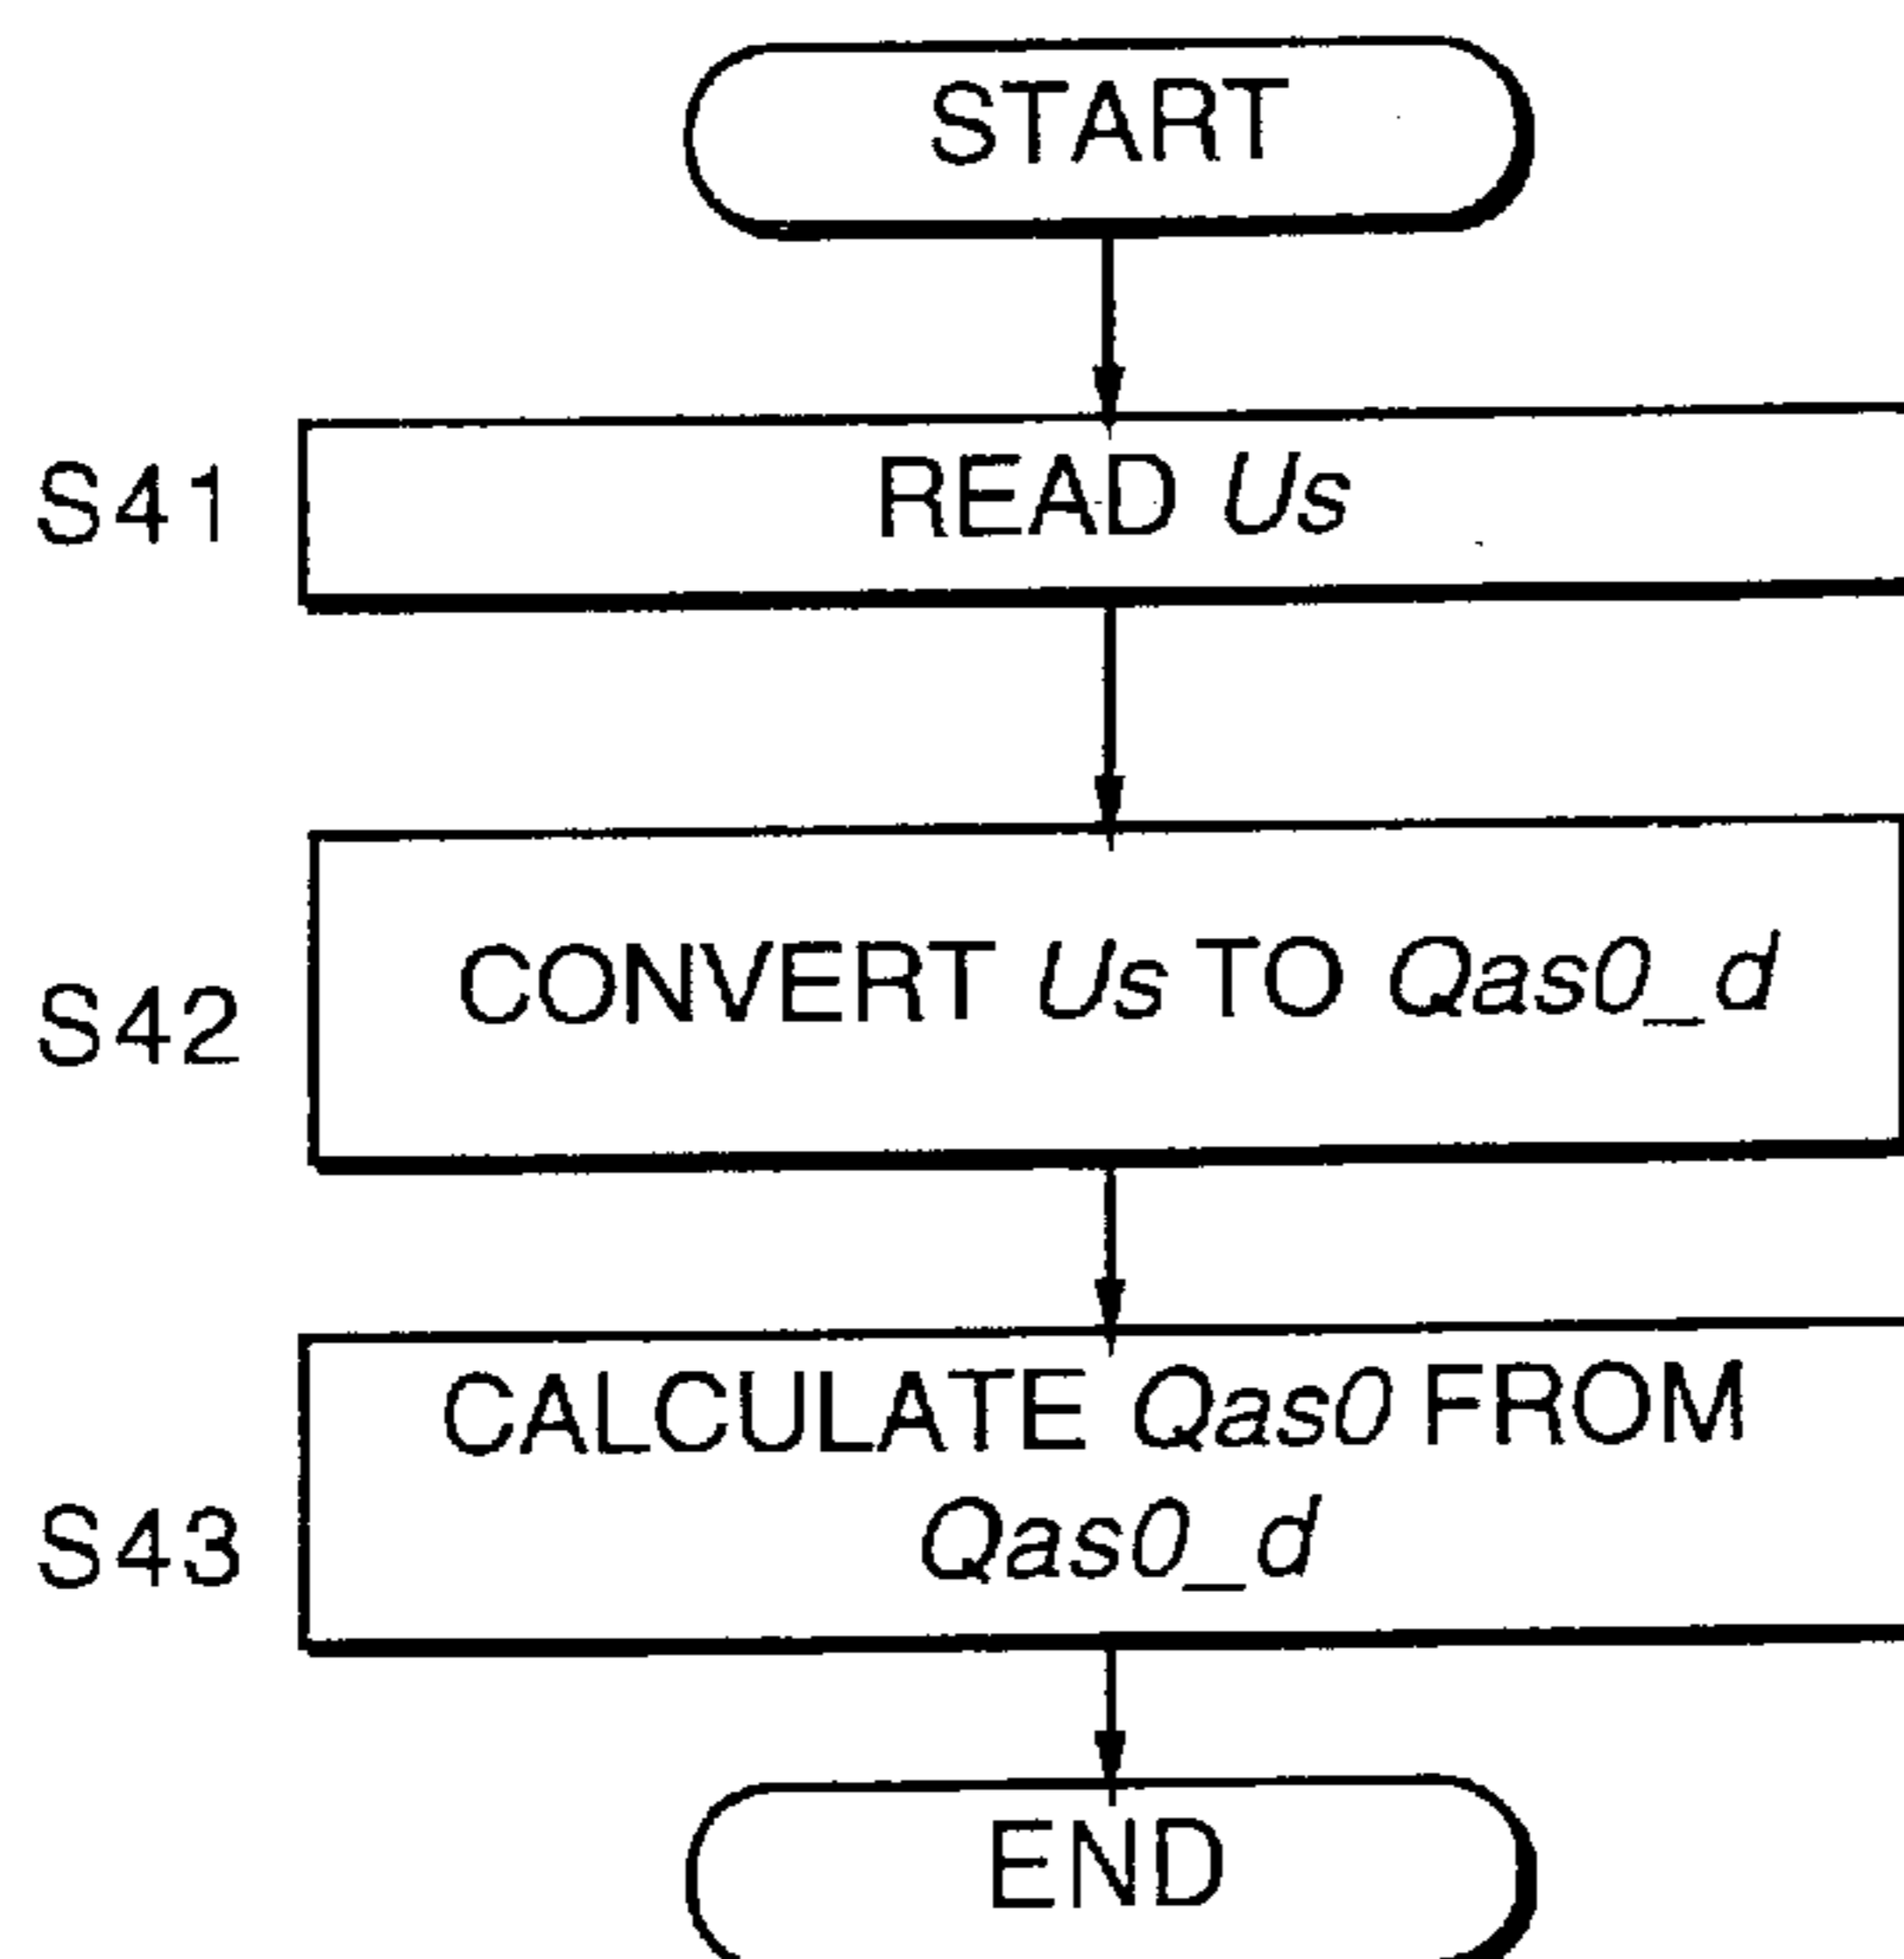 START
S41
READ Us
S42
CONVERT Us TO Qas0_d
S43
CALCULATE Qas0 FROM
Qas0_d
END